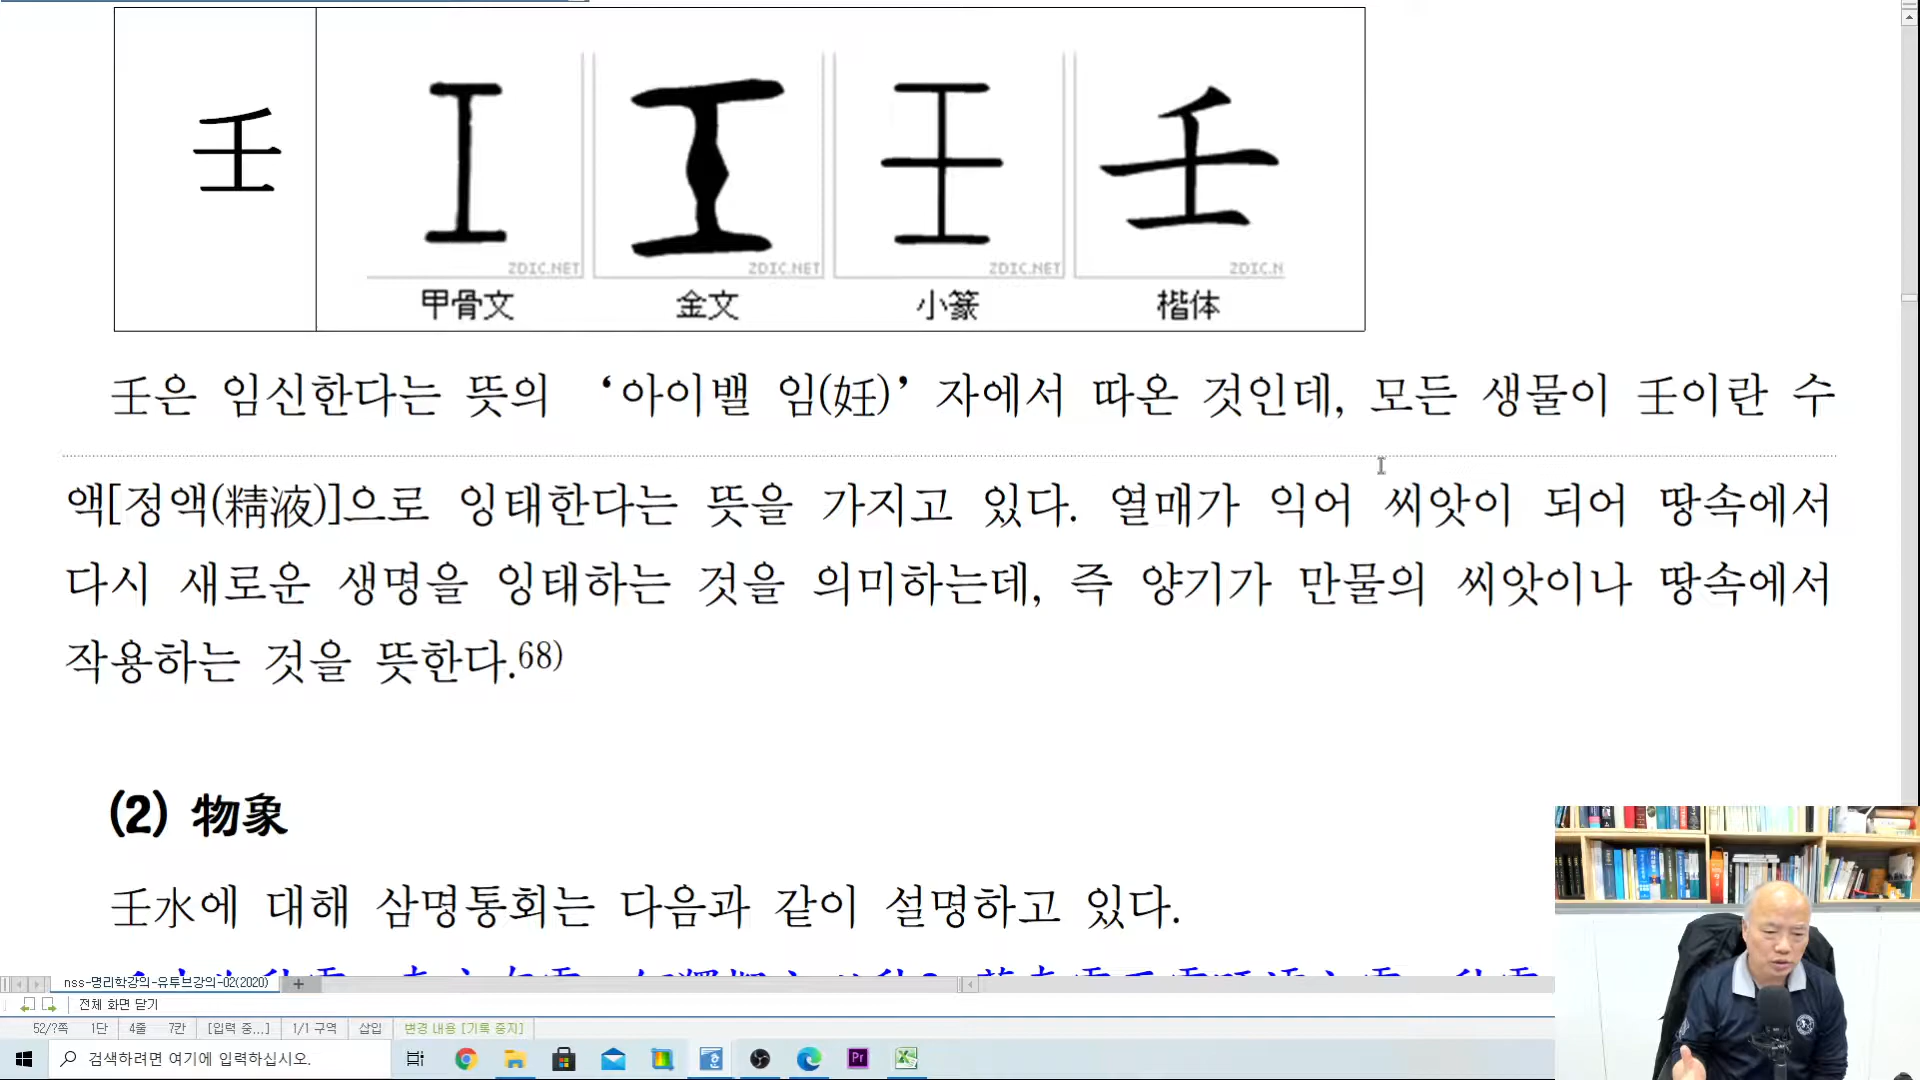 壬
ZDIC.NET ZDIC.NET ZDIC.NET ZDIC.N
甲骨文 金文 小篆 楷体
壬은 임신한다는 뜻의 ‘아이밸 임(妊)’자에서 따온 것인데, 모든 생물이 壬이란 수
액[정액(精液)]으로 잉태한다는 뜻을 가지고 있다. 열매가 익어 씨앗이 되어 땅속에서
다시 새로운 생명을 잉태하는 것을 의미하는데, 즉 양기가 만물의 씨앗이나 땅속에서
작용하는 것을 뜻한다.68)
(2) 物象
壬水에 대해 삼명통회는 다음과 같이 설명하고 있다.
nss-명리학강의-유투브강의-02(2020)
전체 화면 닫기
52/?쪽 1단 4줄 7칸 [입력 중...] 1/1 구역 삽입 변경 내용 [기록 중지]
검색하려면 여기에 입력하십시오.
Pr